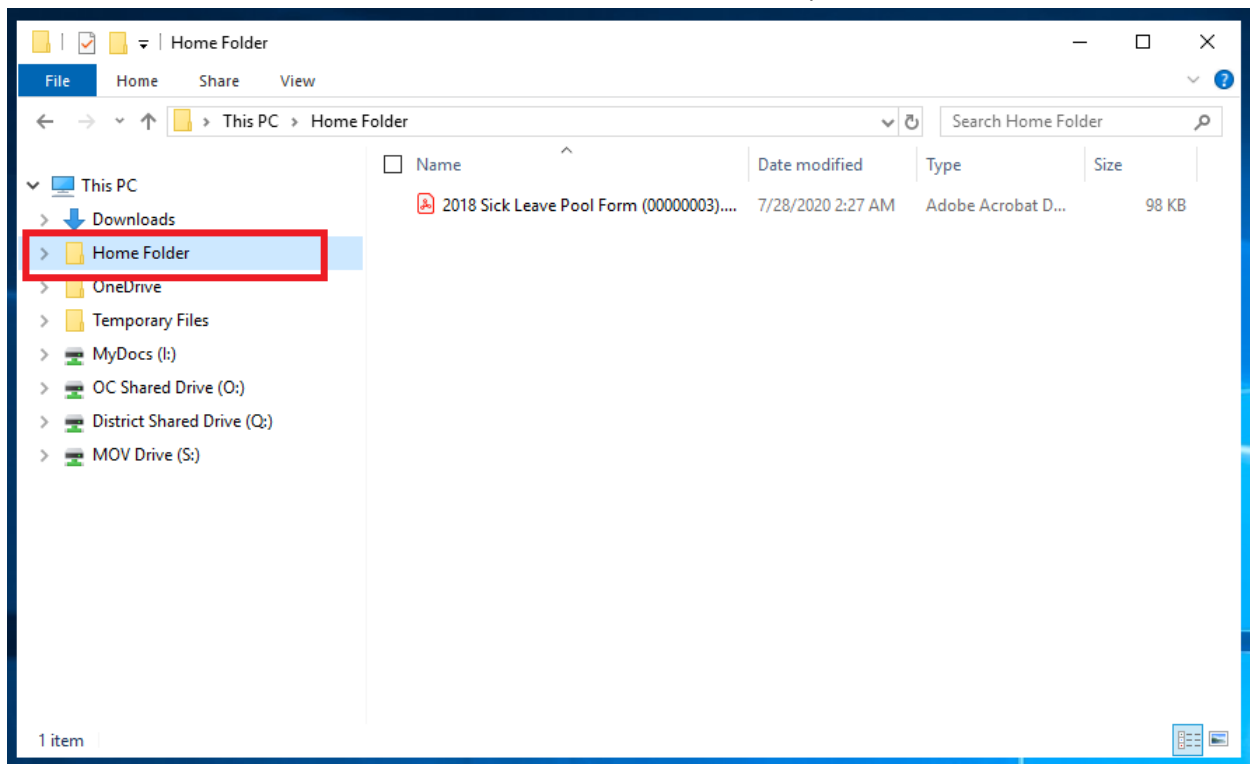 Home Folder
File Home Share View
This PC > Home Folder
Search Home Folder
Name Date modified Type Size
This PC
Downloads
Home Folder
OneDrive
Temporary Files
MyDocs (I:)
OC Shared Drive (O:)
District Shared Drive (Q:)
MOV Drive (S:)
2018 Sick Leave Pool Form (00000003).... 7/28/2020 2:27 AM Adobe Acrobat D... 98 KB
1 item